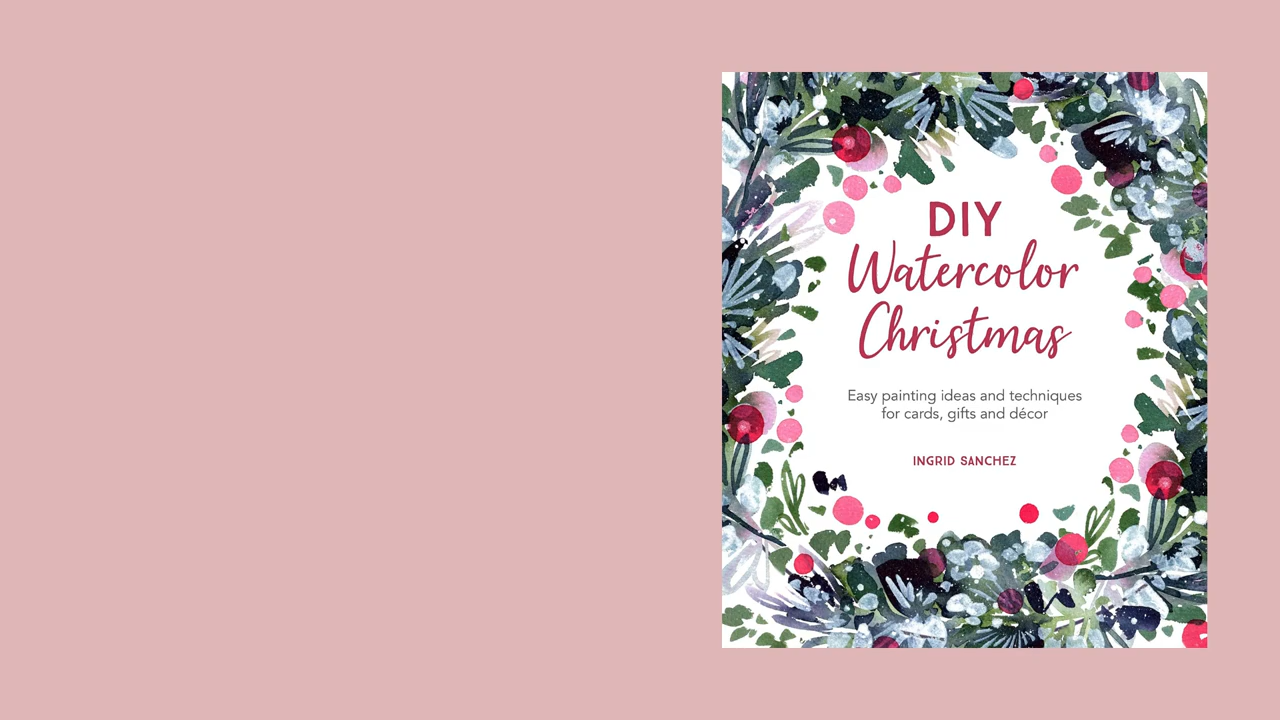 DIY
Watercolor
Christmas
Easy painting ideas and techniques
for cards, gifts and décor
INGRID SANCHEZ